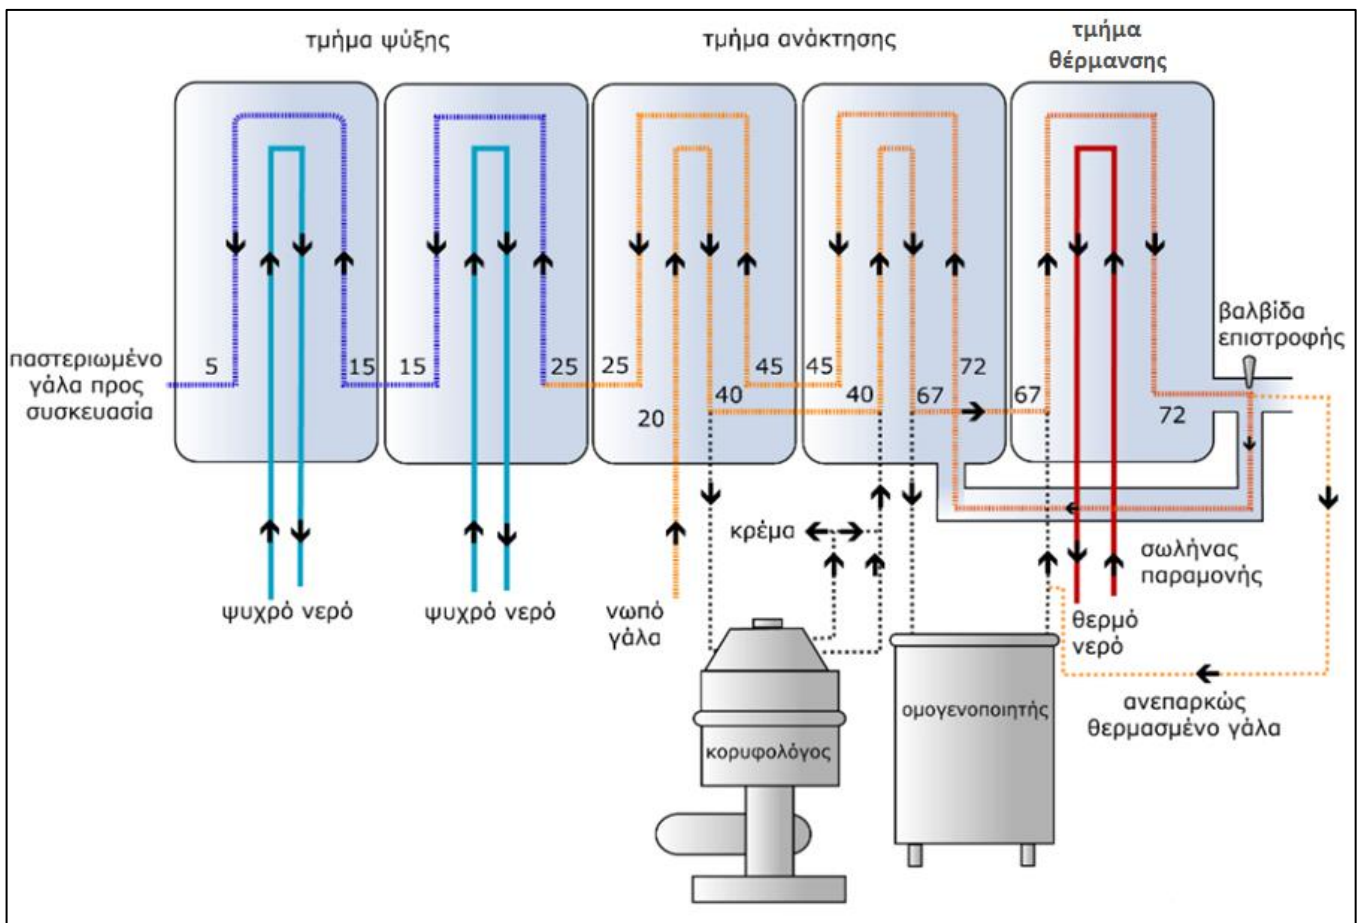 τμήμα ψύξης
τμήμα ανάκτησης
τμήμα
θέρμανσης
βαλβίδα
επιστροφής
παστεριωμένο
γάλα προς
συσκευασία
5
15
15
25
25
45
45
72
20
40
40
67
67
72
κρέμα
σωλήνας
παραμονής
ψυχρό νερό
ψυχρό νερό
νωπό
γάλα
θερμό
νερό
ανεπαρκώς
θερμασμένο γάλα
ομογενοποιητής
κορυφολόγος